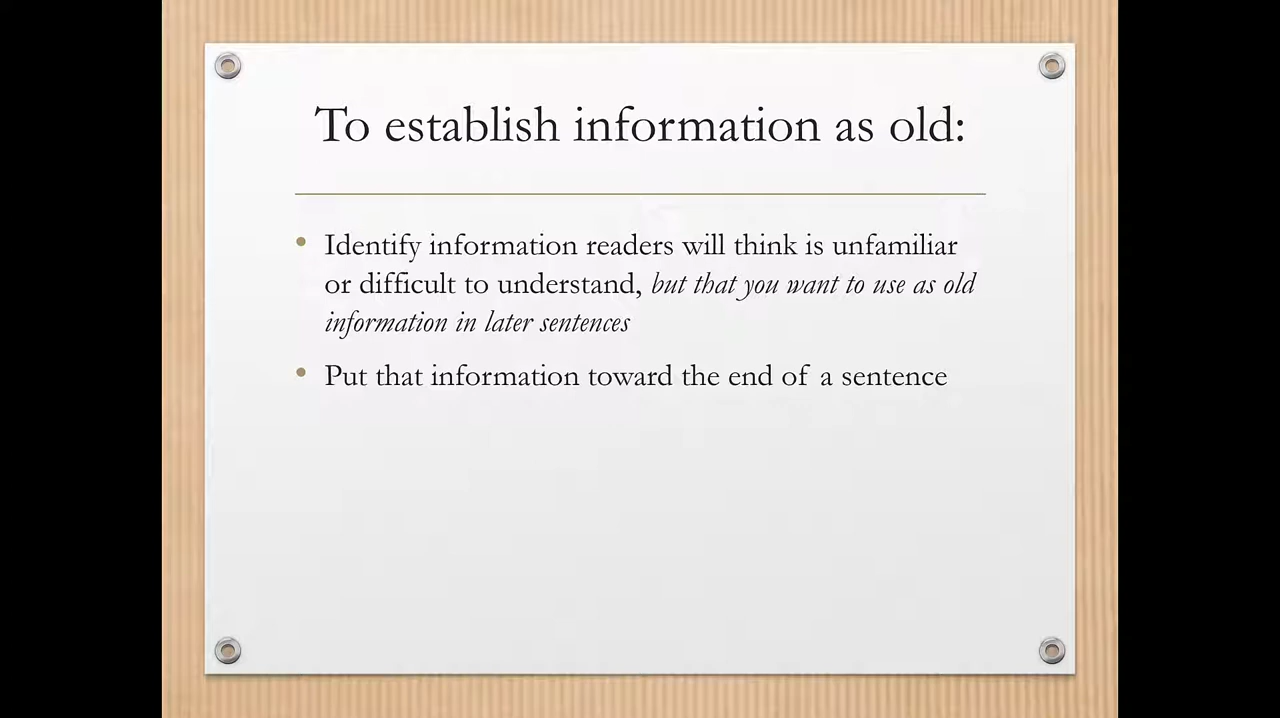 To establish information as old:
• Identify information readers will think is unfamiliar
or difficult to understand, but that you want to use as old
information in later sentences
• Put that information toward the end of a sentence